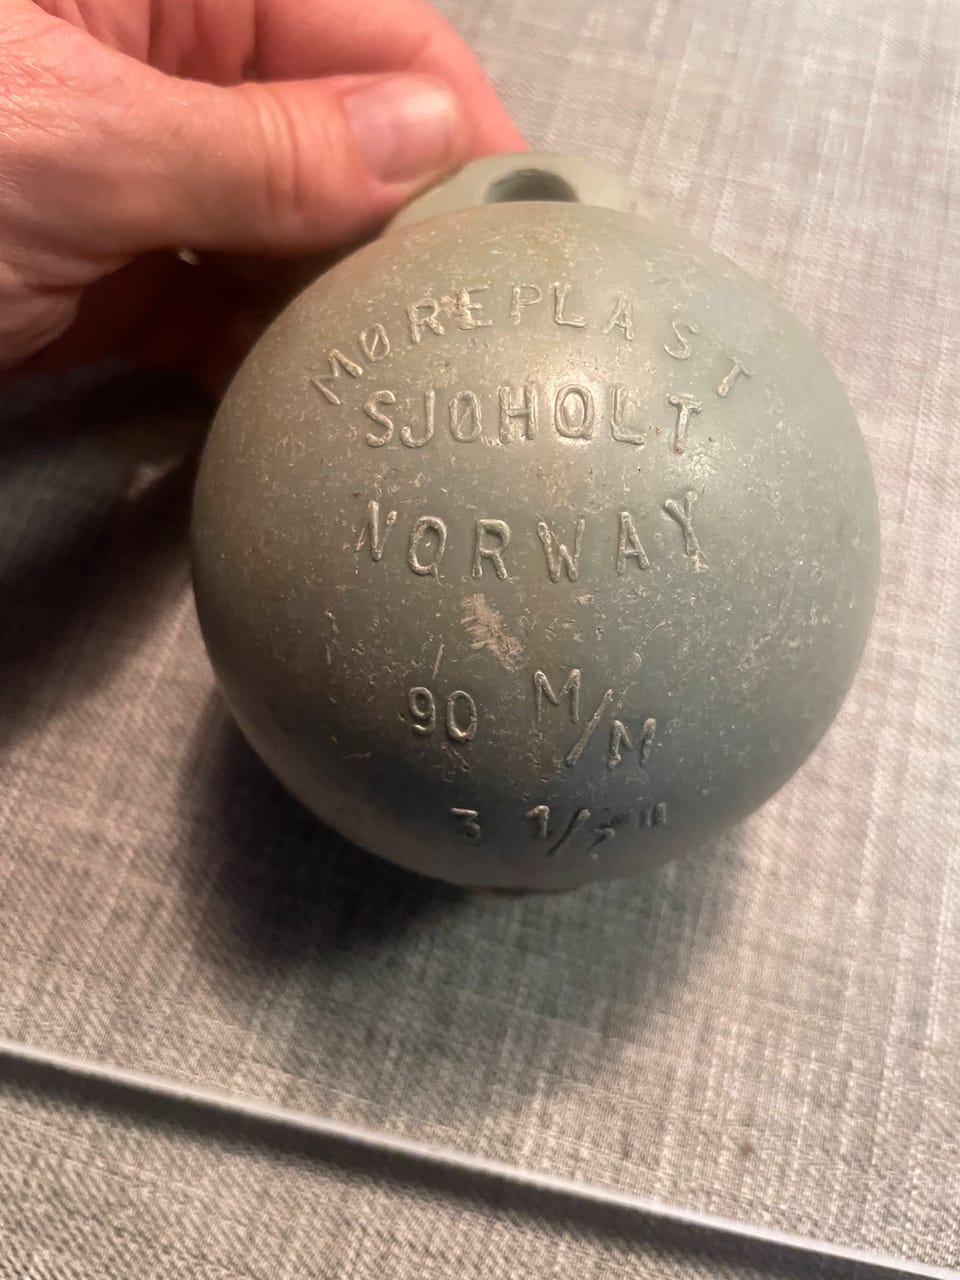 MØREPLAST
SJØHOLT
NORWAY
90 M/M
3 1/2"